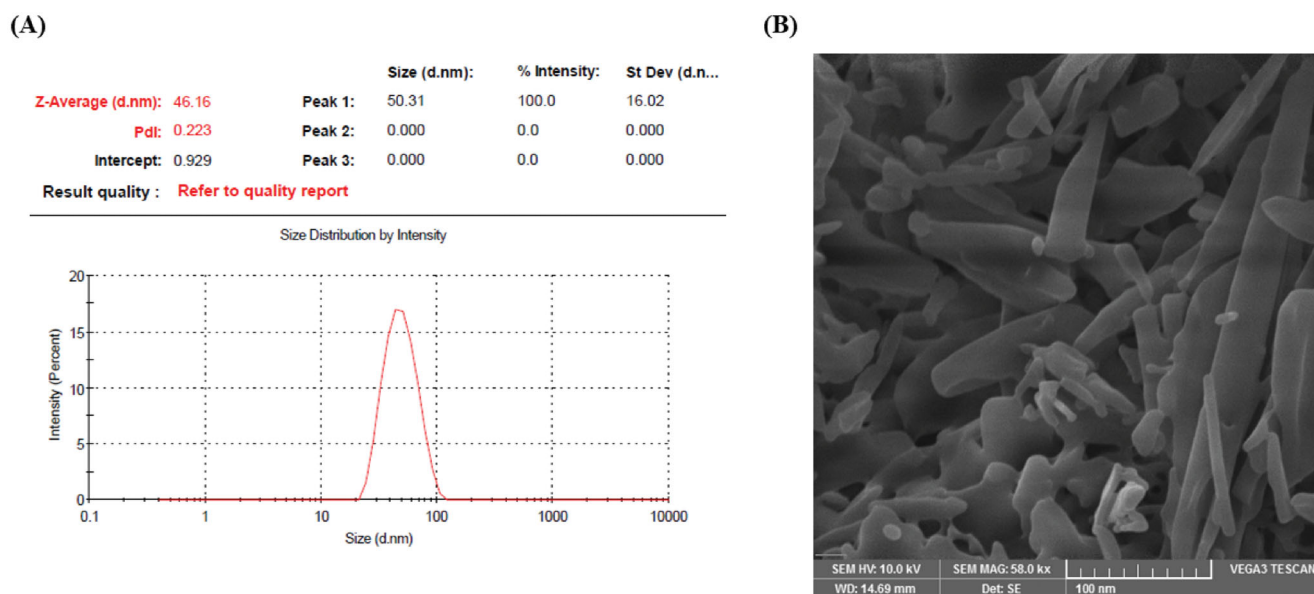 (A)
(B)
Size (d.nm): % Intensity: St Dev (d.n...
Z-Average (d.nm): 46.16 Peak 1: 50.31 100.0 16.02
PdI: 0.223 Peak 2: 0.000 0.0 0.000
Intercept: 0.929 Peak 3: 0.000 0.0 0.000
Result quality : Refer to quality report
Size Distribution by Intensity
Intensity (Percent)
20
15
10
5
0
0.1 1 10 100 1000 10000
Size (d.nm)
SEM HV: 10.0 kV SEM MAG: 58.0 kx VEGA3 TESCAN
WD: 14.69 mm Det: SE 100 nm